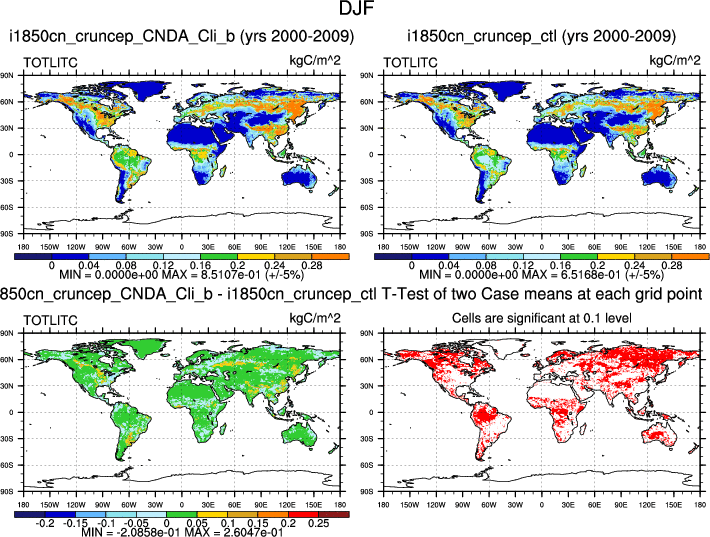 DJF
i1850cn_cruncep_CNDA_Cli_b (yrs 2000-2009)
i1850cn_cruncep_ctl (yrs 2000-2009)
TOTLITC kgC/m^2
TOTLITC kgC/m^2
90N
60N
30N
0
30S
60S
90S
180 150W 120W 90W 60W 30W 0 30E 60E 90E 120E 150E 180
90N
60N
30N
0
30S
60S
90S
180 150W 120W 90W 60W 30W 0 30E 60E 90E 120E 150E 180
0 0.04 0.08 0.12 0.16 0.2 0.24 0.28
MIN = 0.0000e+00 MAX = 8.5107e-01 (+/-5%)
0 0.04 0.08 0.12 0.16 0.2 0.24 0.28
MIN = 0.0000e+00 MAX = 6.5168e-01 (+/-5%)
850cn_cruncep_CNDA_Cli_b - i1850cn_cruncep_ctl
T-Test of two Case means at each grid point
TOTLITC kgC/m^2
Cells are significant at 0.1 level
90N
60N
30N
0
30S
60S
90S
180 150W 120W 90W 60W 30W 0 30E 60E 90E 120E 150E 180
90N
60N
30N
0
30S
60S
90S
180 150W 120W 90W 60W 30W 0 30E 60E 90E 120E 150E 180
-0.2 -0.15 -0.1 -0.05 0 0.05 0.1 0.15 0.2 0.25
MIN = -2.0858e-01 MAX = 2.6047e-01